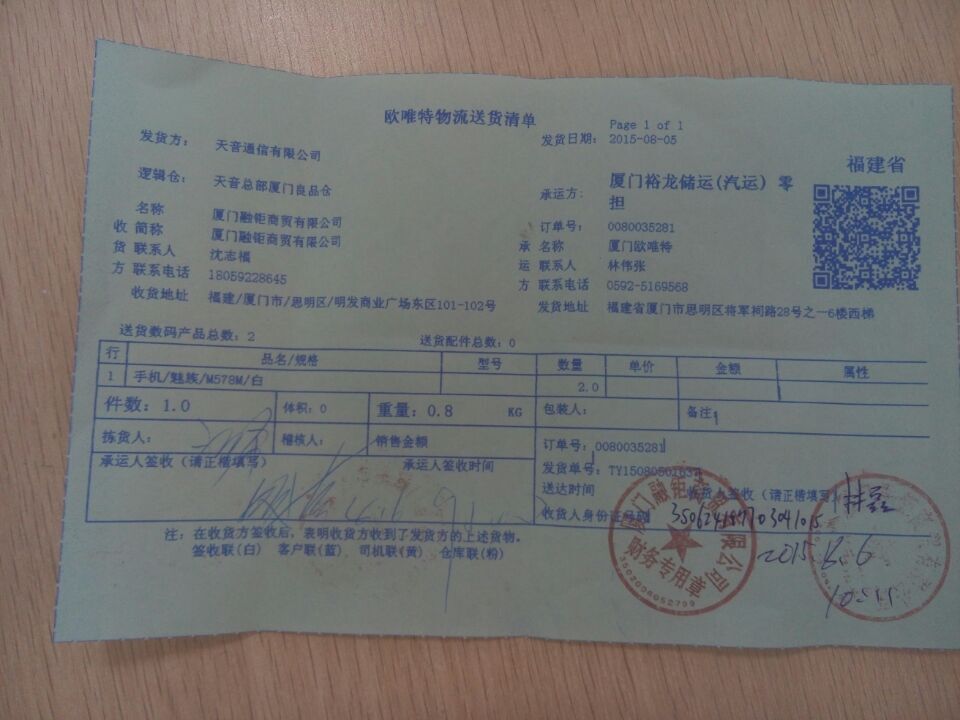 欧唯特物流送货清单
Page 1 of 1
发货方: 天音通信有限公司 发货日期: 2015-08-05
福建省
逻辑仓: 天音总部厦门良品仓 承运方: 厦门裕龙储运(汽运) 零担
收货方
名称 厦门融钜商贸有限公司
简称 厦门融钜商贸有限公司
联系人 沈志福
联系电话 18059228645
收货地址 福建/厦门市/思明区/明发商业广场东区101-102号
订单号: 0080035281
承运方
名称 厦门欧唯特
联系人 林伟张
联系电话 0592-5169568
发货地址 福建省厦门市思明区将军祠路28号之一6楼西梯
送货数码产品总数: 2 送货配件总数: 0
行 品名/规格 型号 数量 单价 金额 属性
1 手机/魅族/M578M/白 2.0
件数: 1.0 体积: 0 重量: 0.8 KG 包装人: 备注
拣货人: 稽核人: 销售金额 订单号: 0080035281
承运人签收(请正楷填写) 承运人签收时间 发货单号:
送达时间 收货人签收(请正楷填写)
收货人身份证号码
2015.8.6
注: 在收货方签收后, 表明收货方收到了发货方的上述货物。
签收联(白) 客户联(蓝), 司机联(黄) 仓库联(粉)
财务专用章